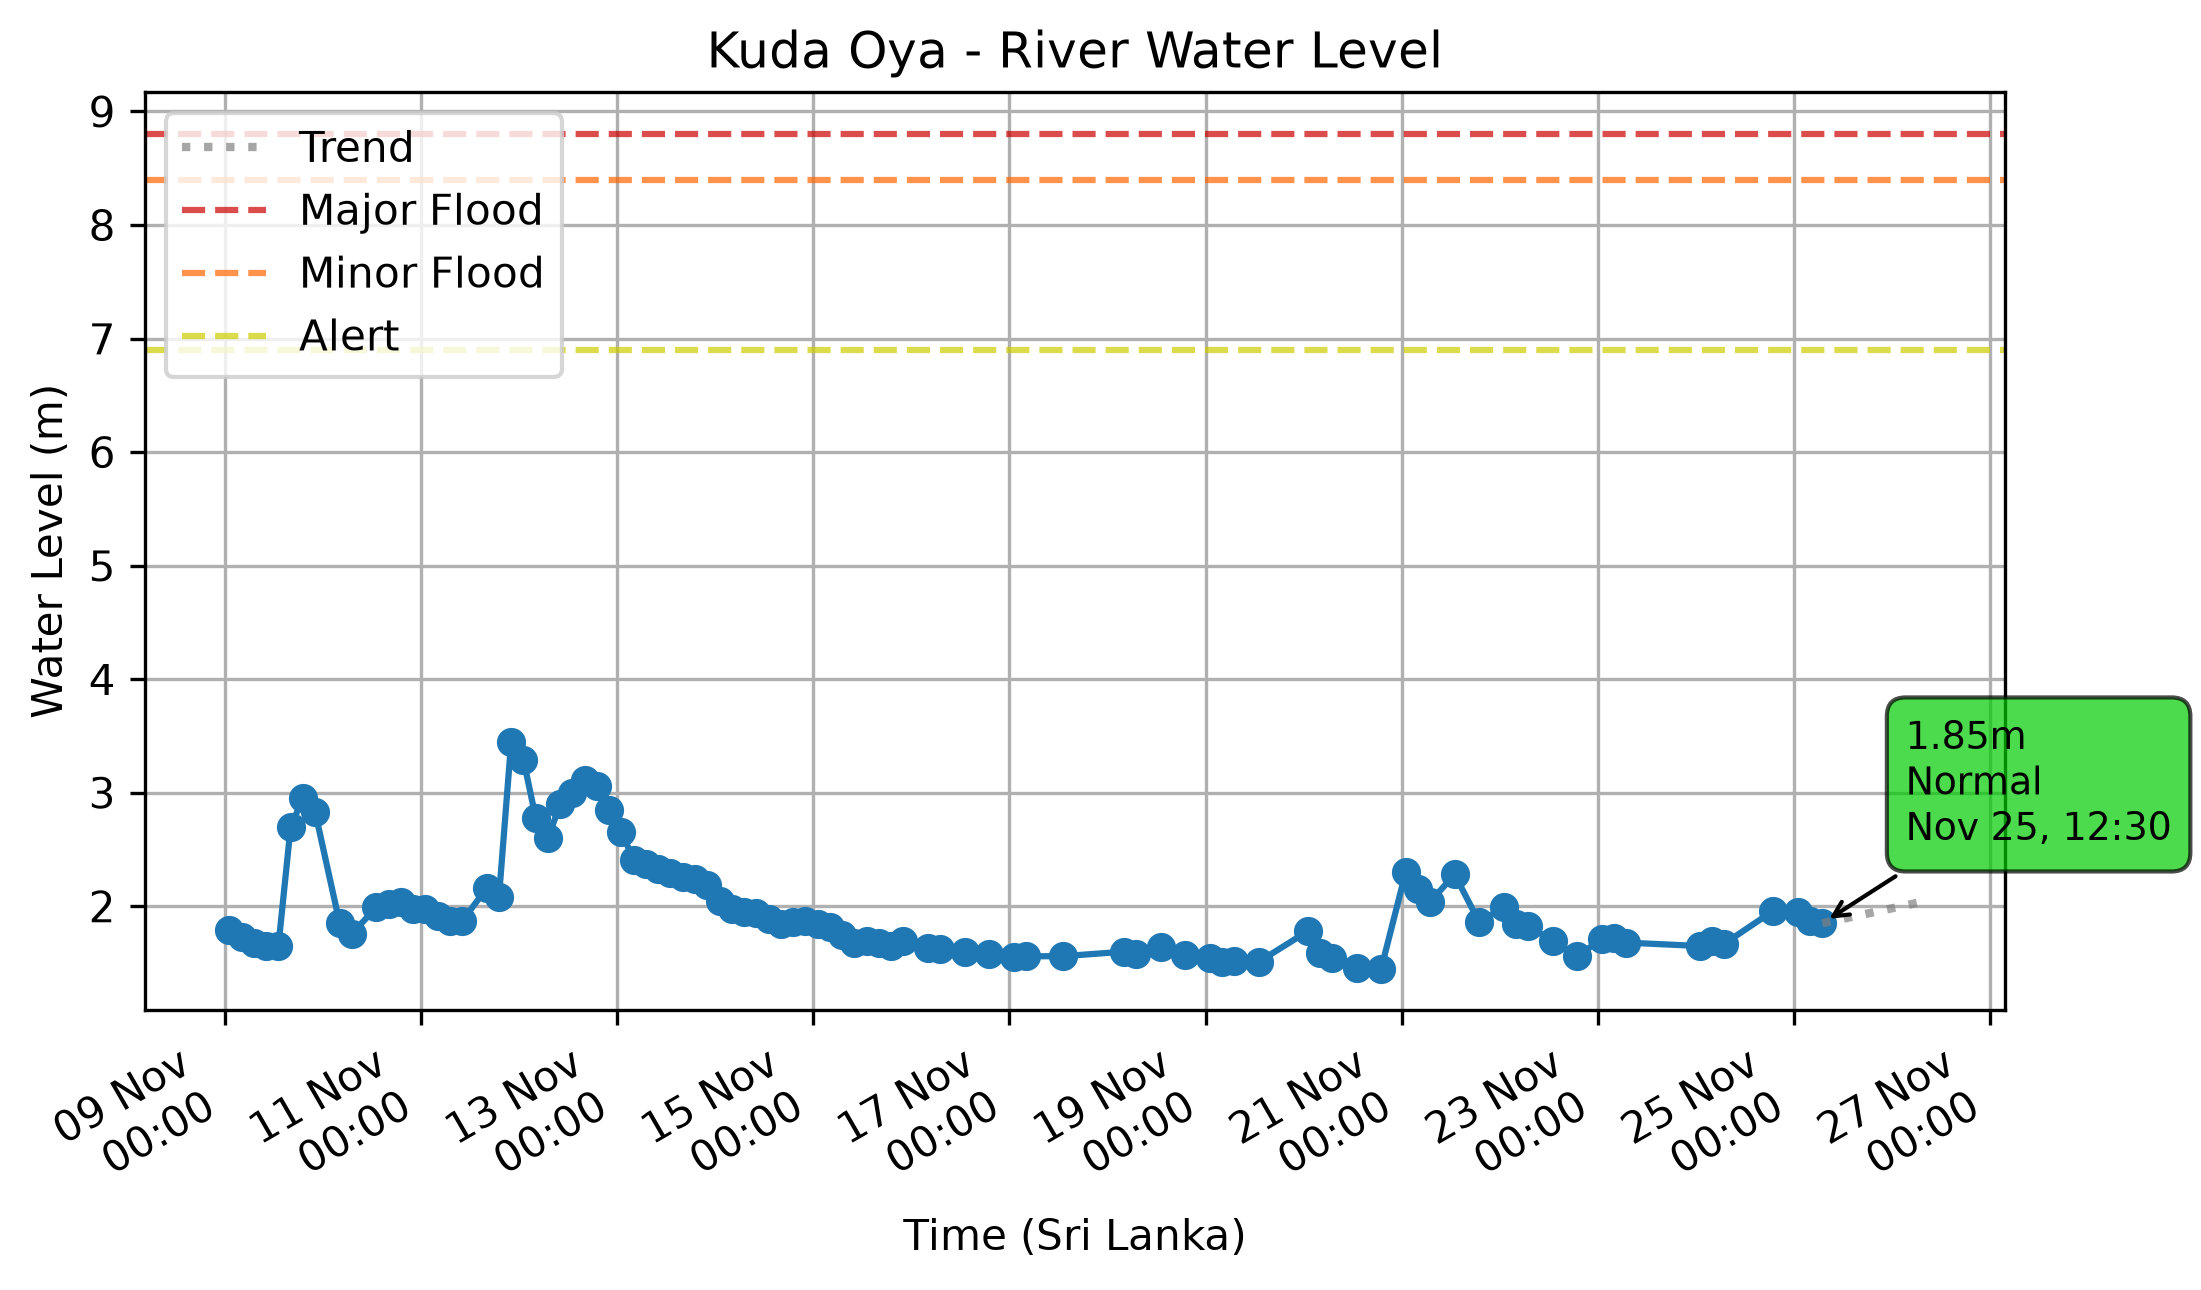 Kuda Oya - River Water Level
9
8
7
6
5
4
3
2
Water Level (m)
Trend
Major Flood
Minor Flood
Alert
1.85m
Normal
Nov 25, 12:30
09 Nov
00:00
11 Nov
00:00
13 Nov
00:00
15 Nov
00:00
17 Nov
00:00
19 Nov
00:00
21 Nov
00:00
23 Nov
00:00
25 Nov
00:00
27 Nov
00:00
Time (Sri Lanka)